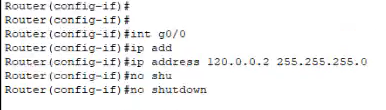 Router(config-if)#
Router(config-if)#
Router(config-if)#int g0/0
Router(config-if)#ip add
Router(config-if)#ip address 120.0.0.2 255.255.255.0
Router(config-if)#no shu
Router(config-if)#no shutdown